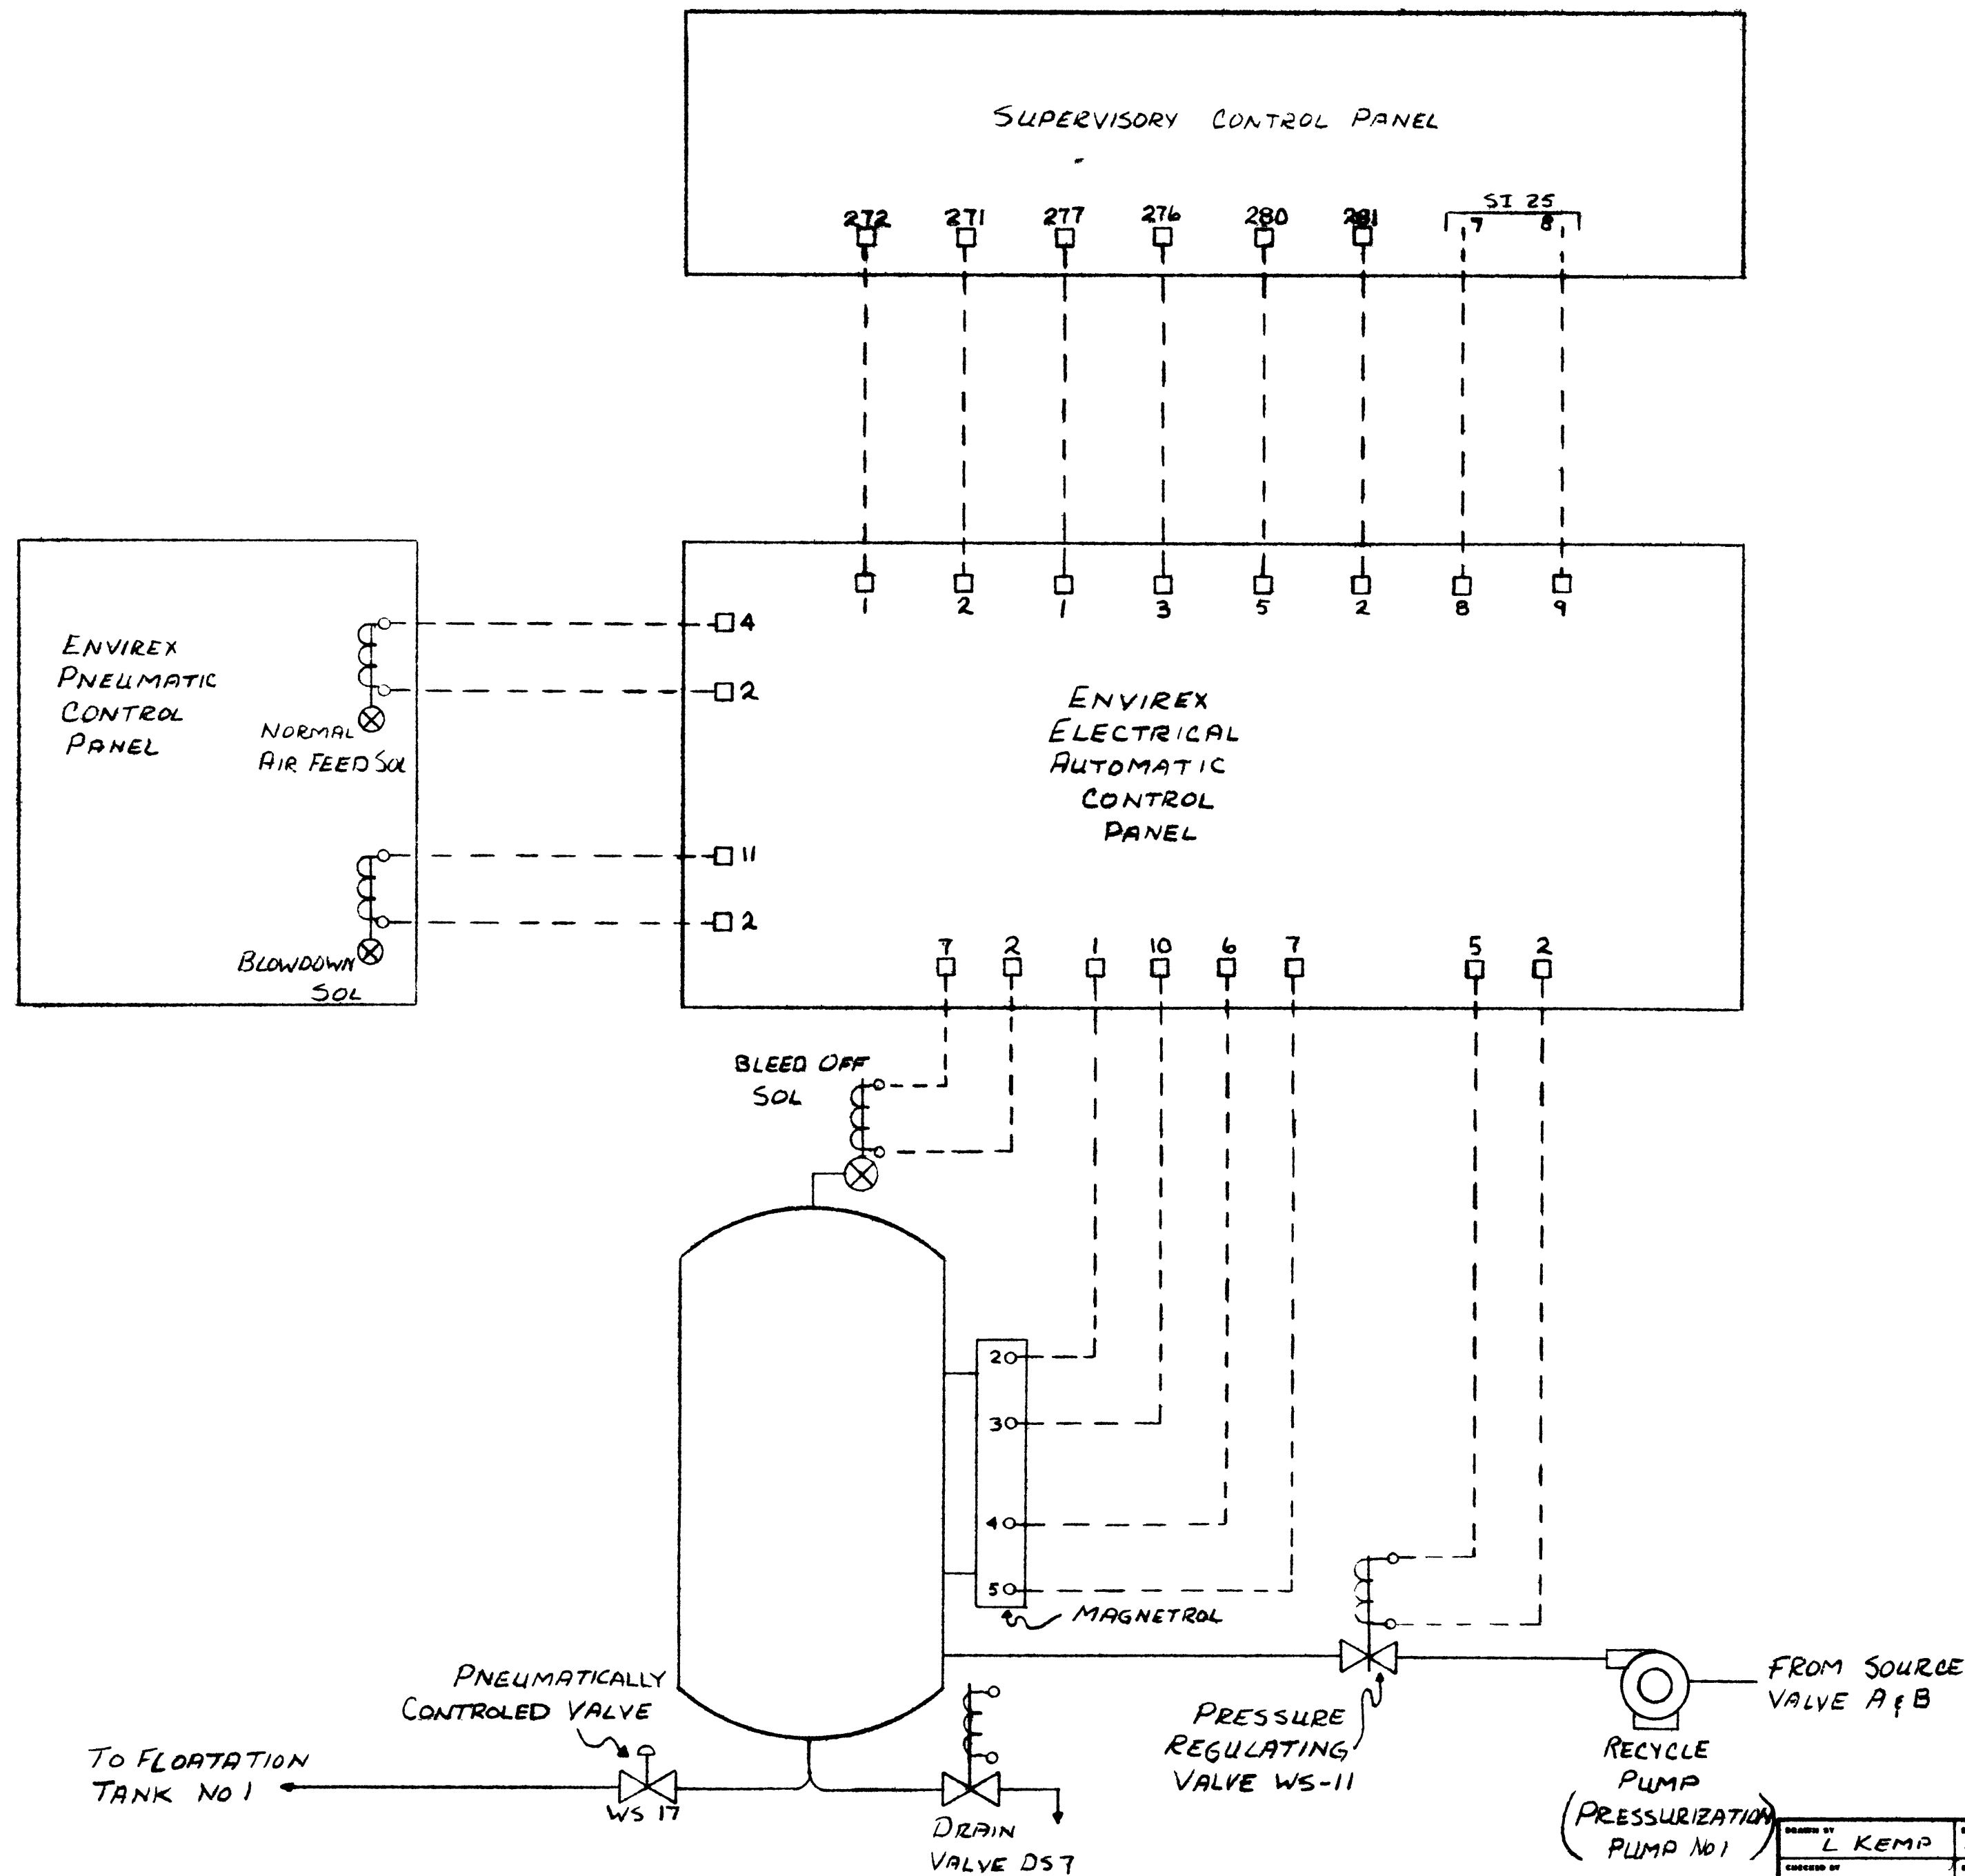 SUPERVISORY CONTROL PANEL
SI 25
272 271 277 276 280 281 7 8
1 2 1 3 5 2 8 9
ENVIREX
PNEUMATIC
CONTROL
PANEL
NORMAL
AIR FEED SOL
BLOWDOWN
SOL
4
2
11
2
ENVIREX
ELECTRICAL
AUTOMATIC
CONTROL
PANEL
7 2 1 10 6 7 5 2
BLEED OFF
SOL
2
3
4
5
MAGNETROL
PNEUMATICALLY
CONTROLED VALVE
TO FLOATATION
TANK NO 1
WS 17
DRAIN
VALVE DS7
PRESSURE
REGULATING
VALVE WS-11
FROM SOURCE
VALVE A & B
RECYCLE
PUMP
(PRESSURIZATION
PUMP NO 1)
DRAWN BY
L KEMP
CHECKED BY